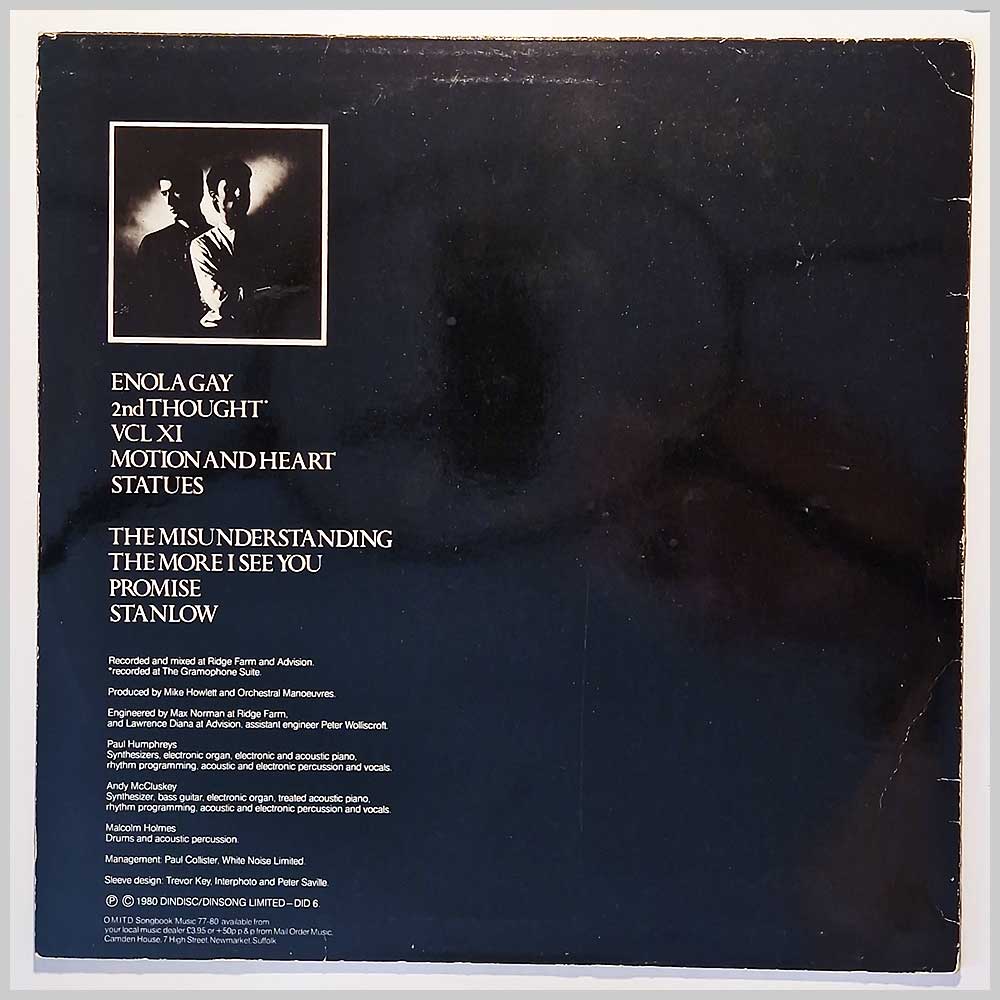 ENOLA GAY
2nd THOUGHT*
VCL XI
MOTION AND HEART
STATUES
THE MISUNDERSTANDING
THE MORE I SEE YOU
PROMISE
STANLOW
Recorded and mixed at Ridge Farm and Advision.
*recorded at The Gramophone Suite.
Produced by Mike Howlett and Orchestral Manoeuvres.
Engineered by Max Norman at Ridge Farm,
and Lawrence Diana at Advision, assistant engineer Peter Wolliscroft.
Paul Humphreys
Synthesizers, electronic organ, electronic and acoustic piano,
rhythm programming, acoustic and electronic percussion and vocals.
Andy McCluskey
Synthesizer, bass guitar, electronic organ, treated acoustic piano,
rhythm programming, acoustic and electronic percussion and vocals.
Malcolm Holmes
Drums and acoustic percussion.
Management: Paul Collister, White Noise Limited.
Sleeve design: Trevor Key, Interphoto and Peter Saville.
Ⓟ © 1980 DINDISC/DINSONG LIMITED – DID 6.
O M I T D Songbook 'Music 77-80' available from
your local music dealer £3.95 or + 50p p & p from Mail Order Music,
Camden House, 7 High Street, Newmarket, Suffolk